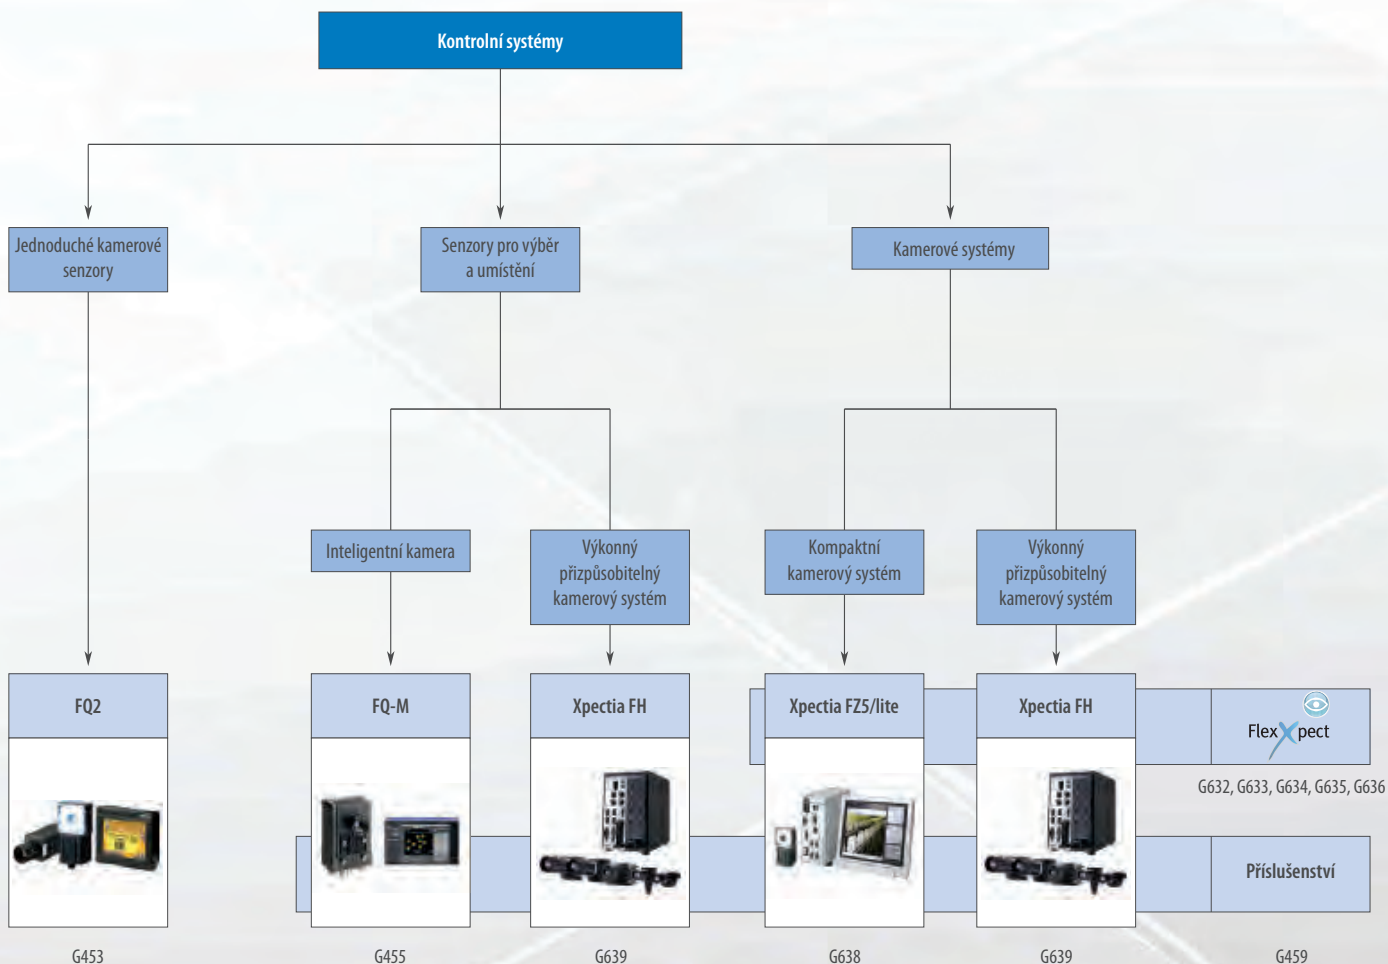 Kontrolní systémy
Jednoduché kamerové
senzory
Senzory pro výběr
a umístění
Kamerové systémy
Inteligentní kamera
Výkonný
přizpůsobitelný
kamerový systém
Kompaktní
kamerový systém
Výkonný
přizpůsobitelný
kamerový systém
FQ2
FQ-M
Xpectia FH
Xpectia FZ5/lite
Xpectia FH
FlexXpect
G632, G633, G634, G635, G636
Příslušenství
G453
G455
G639
G638
G639
G459